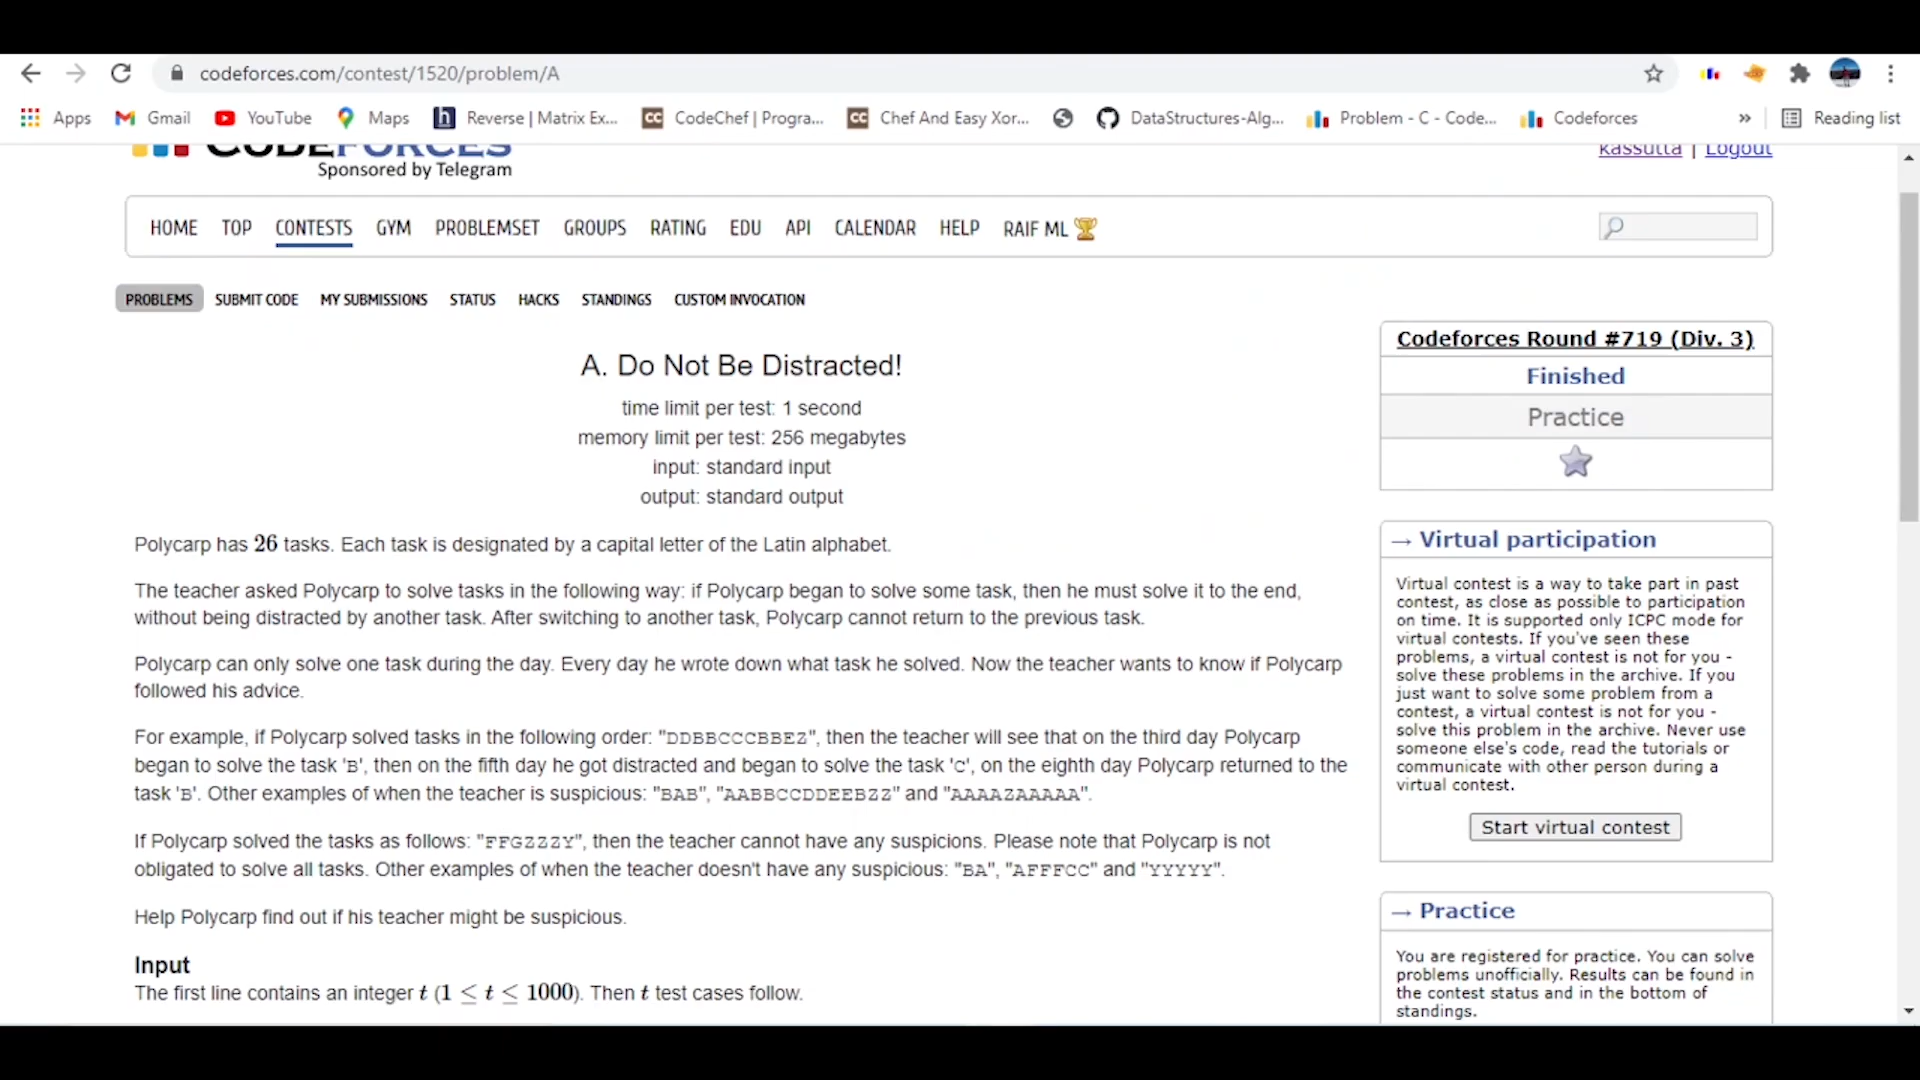 codeforces.com/contest/1520/problem/A
Apps Gmail YouTube Maps Reverse | Matrix Ex... CodeChef | Progra... Chef And Easy Xor... DataStructures-Alg... Problem - C - Code... Codeforces » Reading list
CODEFORCES
Sponsored by Telegram
kassutta | Logout
HOME TOP CONTESTS GYM PROBLEMSET GROUPS RATING EDU API CALENDAR HELP RAIF ML
PROBLEMS SUBMIT CODE MY SUBMISSIONS STATUS HACKS STANDINGS CUSTOM INVOCATION
A. Do Not Be Distracted!
time limit per test: 1 second
memory limit per test: 256 megabytes
input: standard input
output: standard output
Polycarp has 26 tasks. Each task is designated by a capital letter of the Latin alphabet.
The teacher asked Polycarp to solve tasks in the following way: if Polycarp began to solve some task, then he must solve it to the end,
without being distracted by another task. After switching to another task, Polycarp cannot return to the previous task.
Polycarp can only solve one task during the day. Every day he wrote down what task he solved. Now the teacher wants to know if Polycarp
followed his advice.
For example, if Polycarp solved tasks in the following order: "DDBBCCCBBEZ", then the teacher will see that on the third day Polycarp
began to solve the task 'B', then on the fifth day he got distracted and began to solve the task 'C', on the eighth day Polycarp returned to the
task 'B'. Other examples of when the teacher is suspicious: "BAB", "AABBCCDDEEBZZ" and "AAAAZAAAAA".
If Polycarp solved the tasks as follows: "FFGZZZY", then the teacher cannot have any suspicions. Please note that Polycarp is not
obligated to solve all tasks. Other examples of when the teacher doesn't have any suspicious: "BA", "AFFFCC" and "YYYYY".
Help Polycarp find out if his teacher might be suspicious.
Input
The first line contains an integer t (1 ≤ t ≤ 1000). Then t test cases follow.
Codeforces Round #719 (Div. 3)
Finished
Practice
→ Virtual participation
Virtual contest is a way to take part in past
contest, as close as possible to participation
on time. It is supported only ICPC mode for
virtual contests. If you've seen these
problems, a virtual contest is not for you -
solve these problems in the archive. If you
just want to solve some problem from a
contest, a virtual contest is not for you -
solve this problem in the archive. Never use
someone else's code, read the tutorials or
communicate with other person during a
virtual contest.
Start virtual contest
→ Practice
You are registered for practice. You can solve
problems unofficially. Results can be found in
the contest status and in the bottom of
standings.